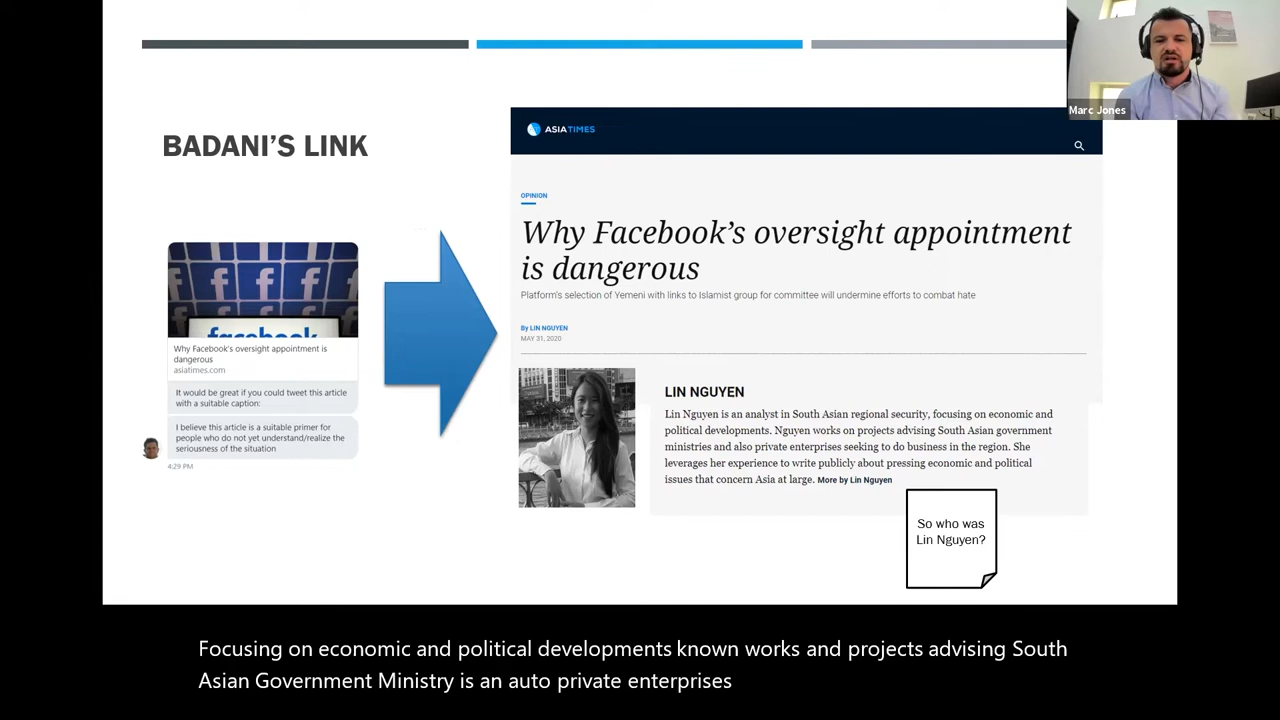 Marc Jones
BADANI'S LINK
facebook
Why Facebook's oversight appointment is
dangerous
asiatimes.com
It would be great if you could tweet this article
with a suitable caption:
I believe this article is a suitable primer for
people who do not yet understand/realize the
seriousness of the situation
4:29 PM
ASIA TIMES
OPINION
Why Facebook's oversight appointment
is dangerous
Platform's selection of Yemeni with links to Islamist group for committee will undermine efforts to combat hate
By LIN NGUYEN
MAY 31, 2020
LIN NGUYEN
Lin Nguyen is an analyst in South Asian regional security, focusing on economic and
political developments. Nguyen works on projects advising South Asian government
ministries and also private enterprises seeking to do business in the region. She
leverages her experience to write publicly about pressing economic and political
issues that concern Asia at large. More by Lin Nguyen
So who was
Lin Nguyen?
Focusing on economic and political developments known works and projects advising South
Asian Government Ministry is an auto private enterprises